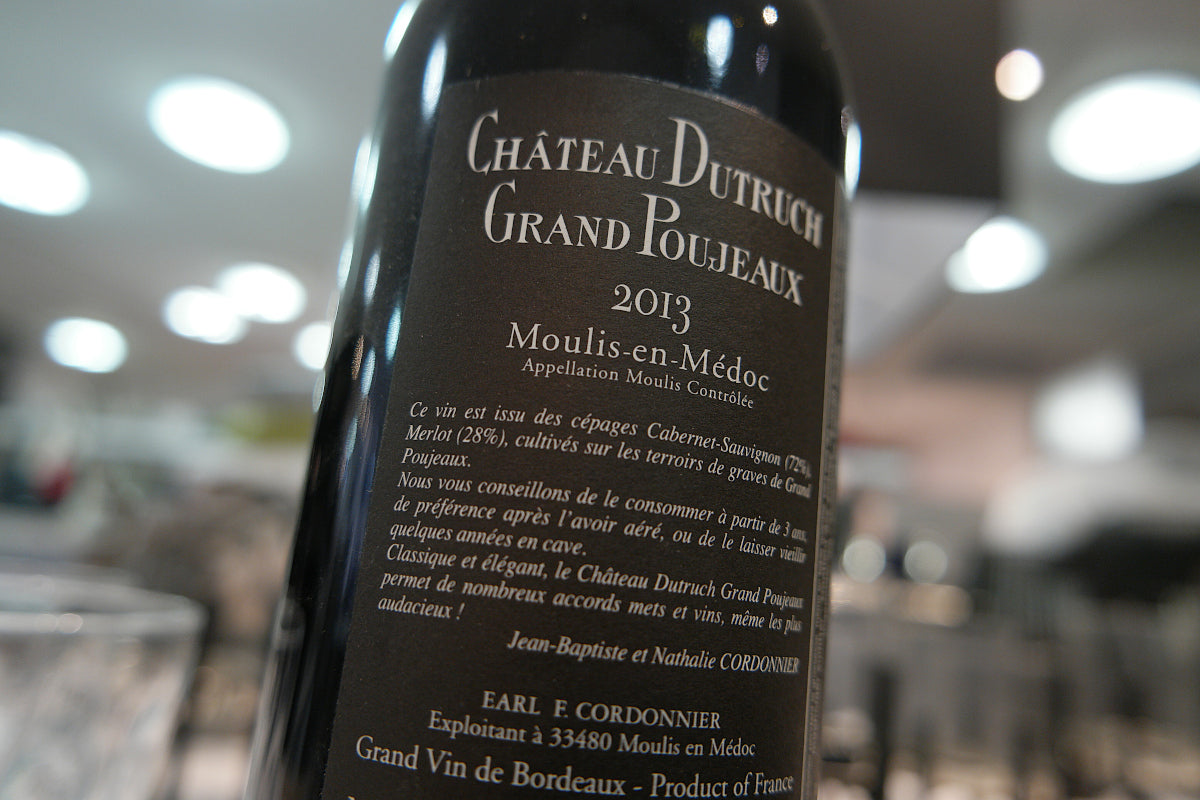 CHÂTEAU DUTRUCH
GRAND POUJEAUX
2013
Moulis-en-Médoc
Appellation Moulis Contrôlée
Ce vin est issu des cépages Cabernet-Sauvignon (72%),
Merlot (28%), cultivés sur les terroirs de graves de Grand
Poujeaux.
Nous vous conseillons de le consommer à partir de 3 ans,
de préférence après l'avoir aéré, ou de le laisser vieillir
quelques années en cave.
Classique et élégant, le Château Dutruch Grand Poujeaux
permet de nombreux accords mets et vins, même les plus
audacieux !
Jean-Baptiste et Nathalie CORDONNIER
EARL F. CORDONNIER
Exploitant à 33480 Moulis en Médoc
Grand Vin de Bordeaux - Product of France